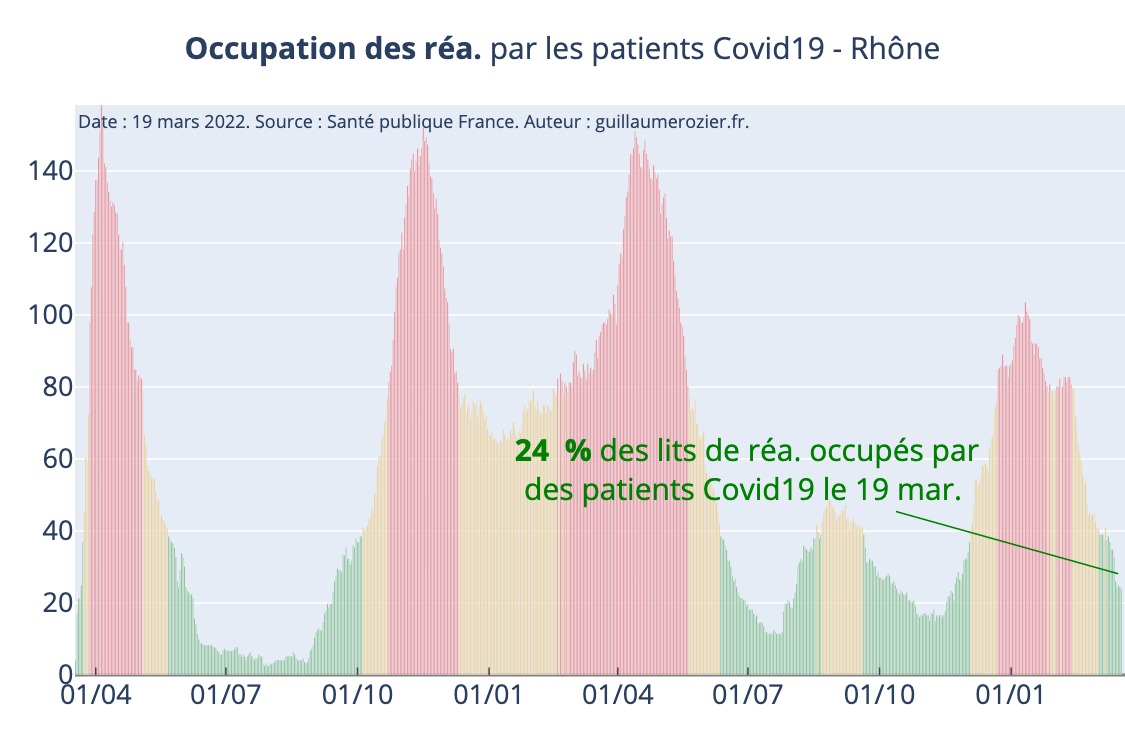 Occupation des réa. par les patients Covid19 - Rhône
Date : 19 mars 2022. Source : Santé publique France. Auteur : guillaumerozier.fr.
140
120
100
80
60
40
20
0
24 % des lits de réa. occupés par
des patients Covid19 le 19 mar.
01/04 01/07 01/10 01/01 01/04 01/07 01/10 01/01